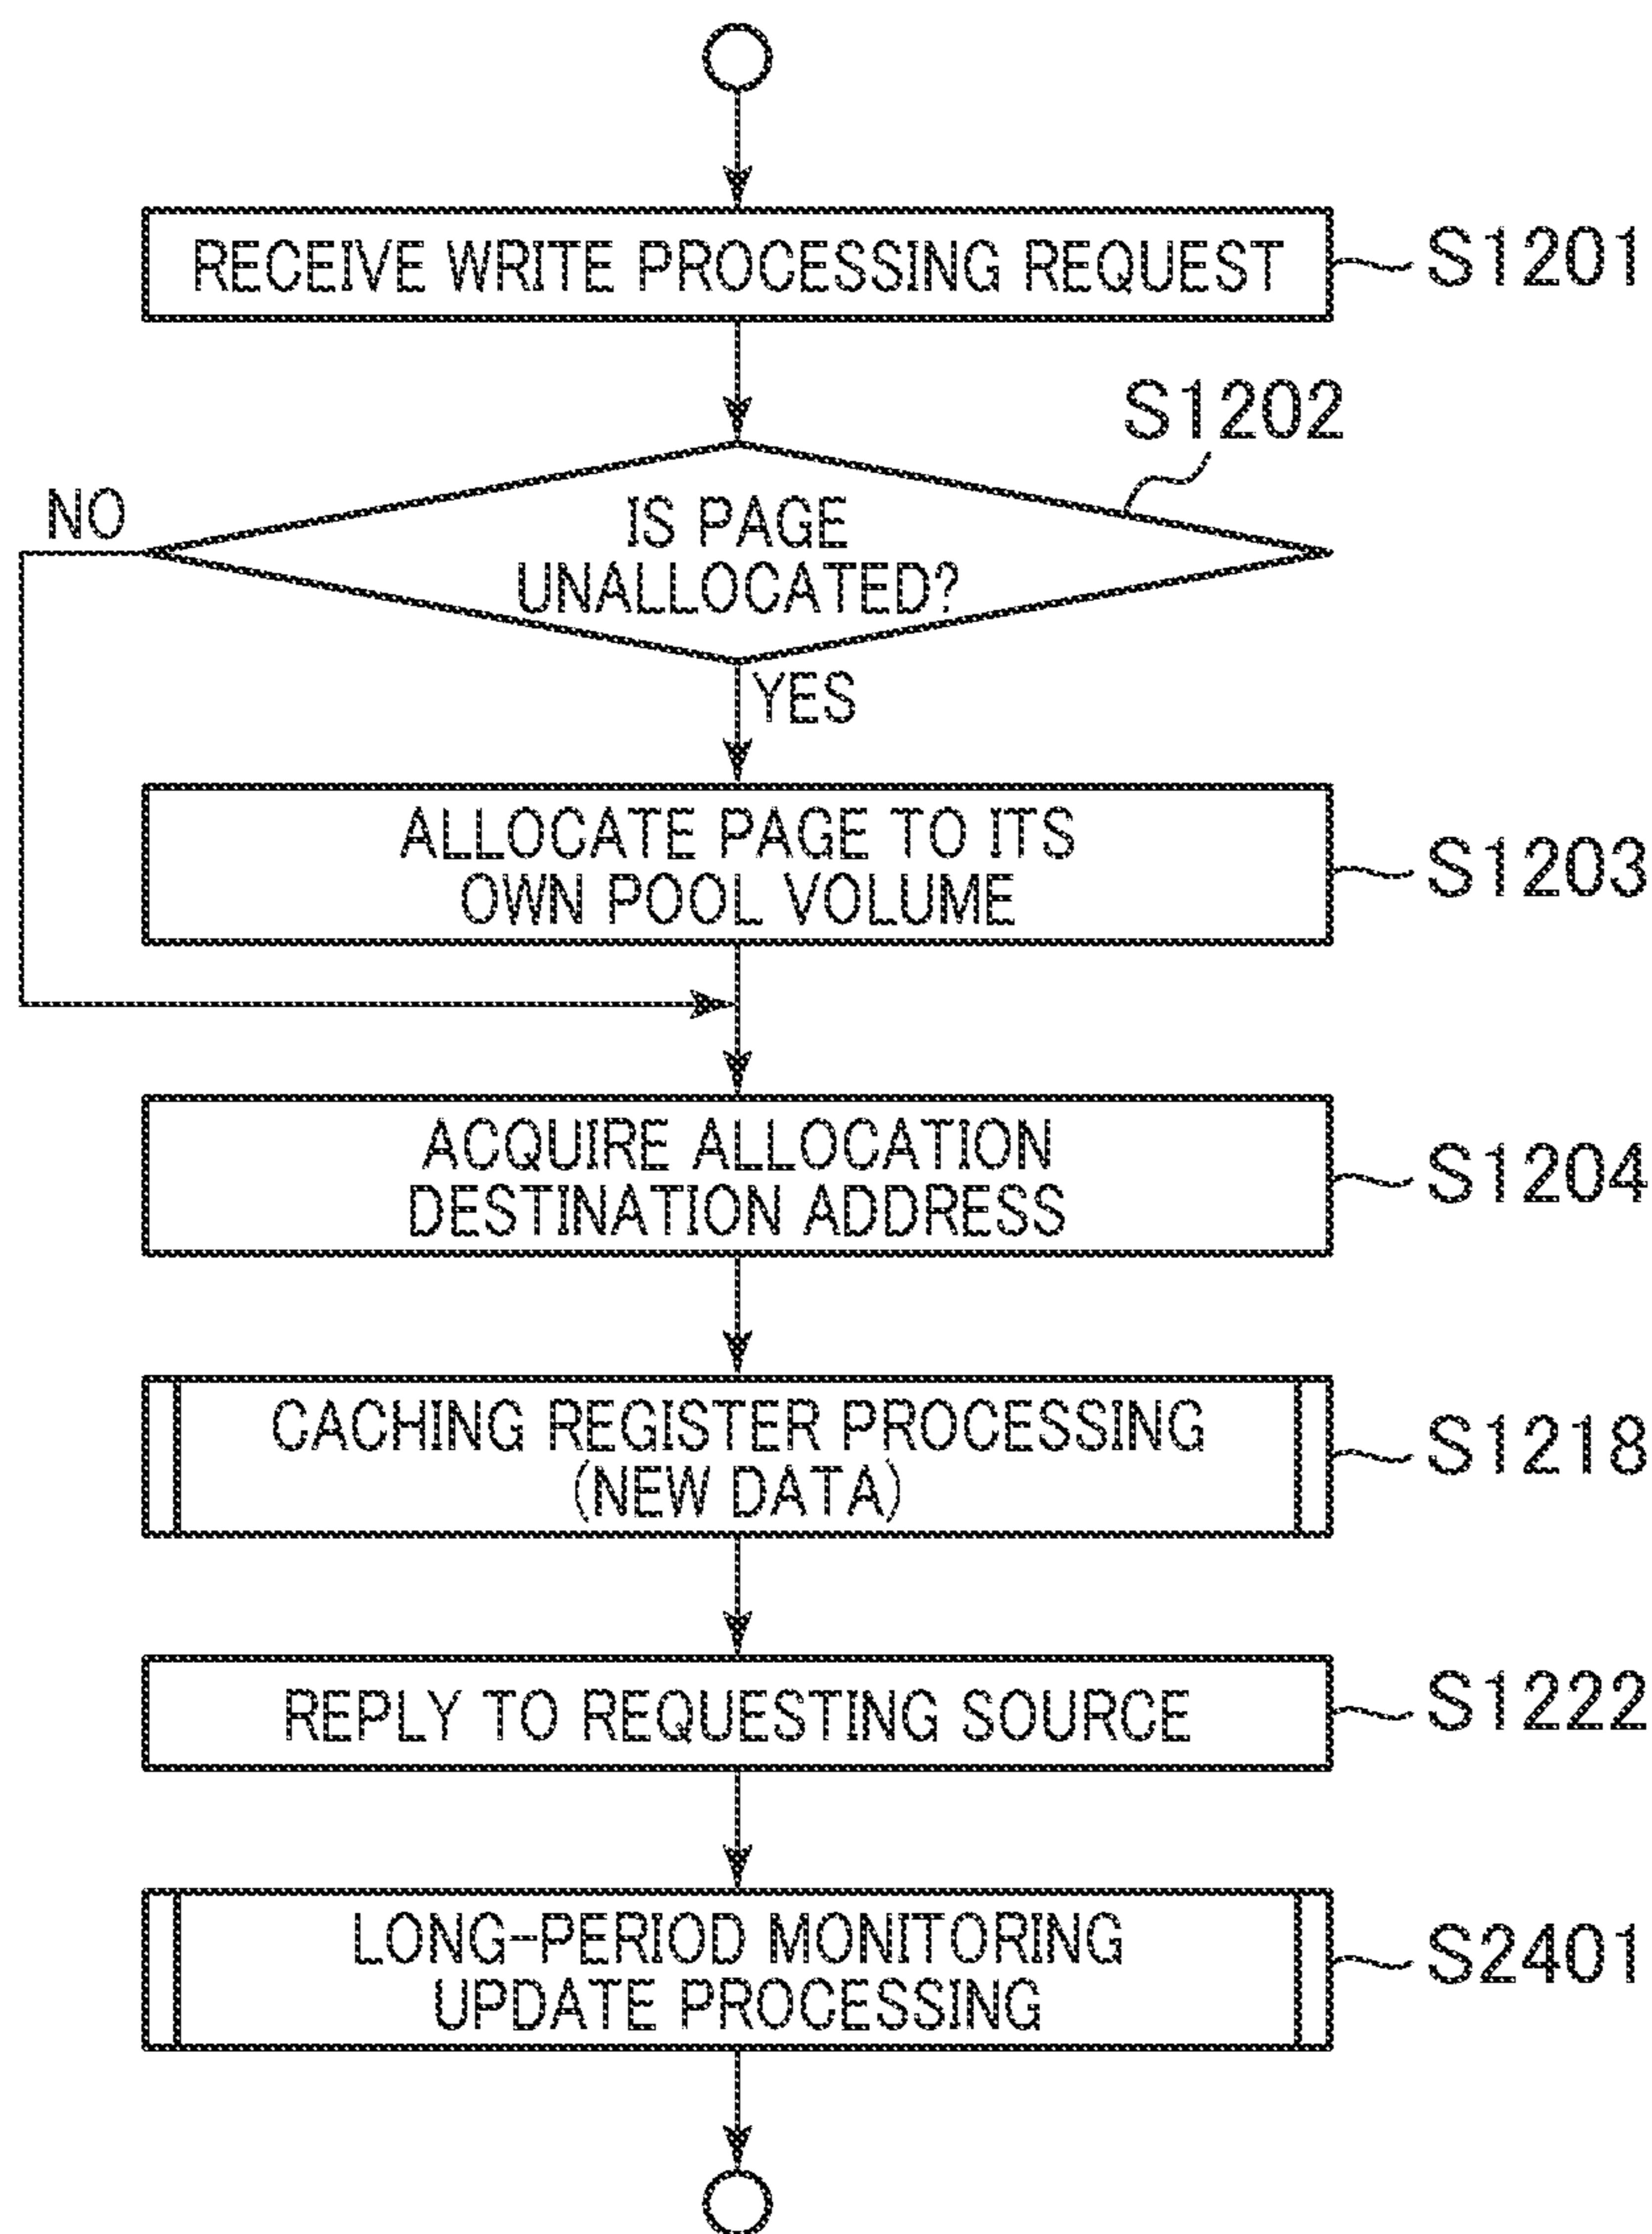 RECEIVE WRITE PROCESSING REQUEST
S1201
S1202
NO
IS PAGE
UNALLOCATED?
YES
ALLOCATE PAGE TO ITS
OWN POOL VOLUME
S1203
ACQUIRE ALLOCATION
DESTINATION ADDRESS
S1204
CACHING REGISTER PROCESSING
(NEW DATA)
S1218
REPLY TO REQUESTING SOURCE
S1222
LONG-PERIOD MONITORING
UPDATE PROCESSING
S2401